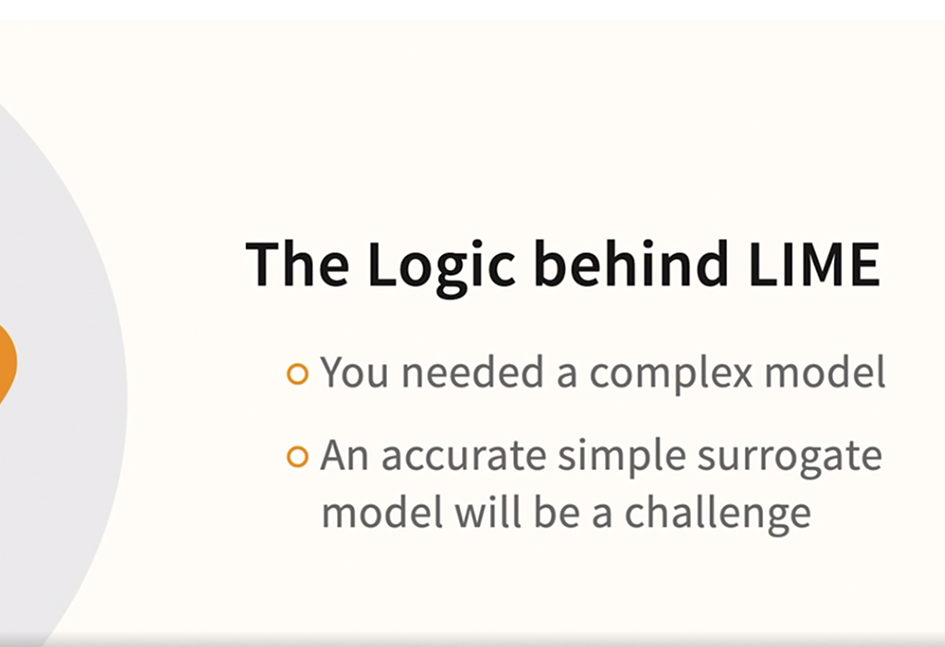 The Logic behind LIME
You needed a complex model
An accurate simple surrogate
model will be a challenge